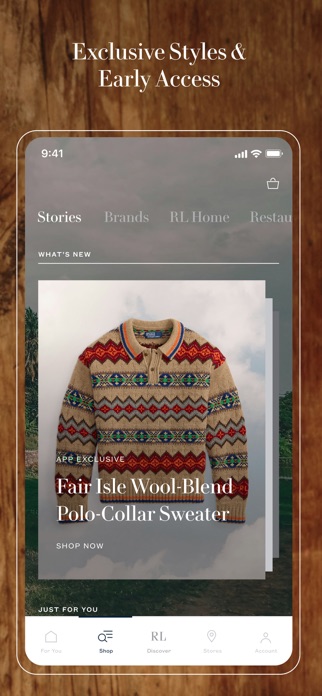 Exclusive Styles &
Early Access
9:41
Stories Brands RL Home Restau
WHAT'S NEW
APP EXCLUSIVE
Fair Isle Wool-Blend
Polo-Collar Sweater
SHOP NOW
JUST FOR YOU
RL
For You Shop Discover Stores Account